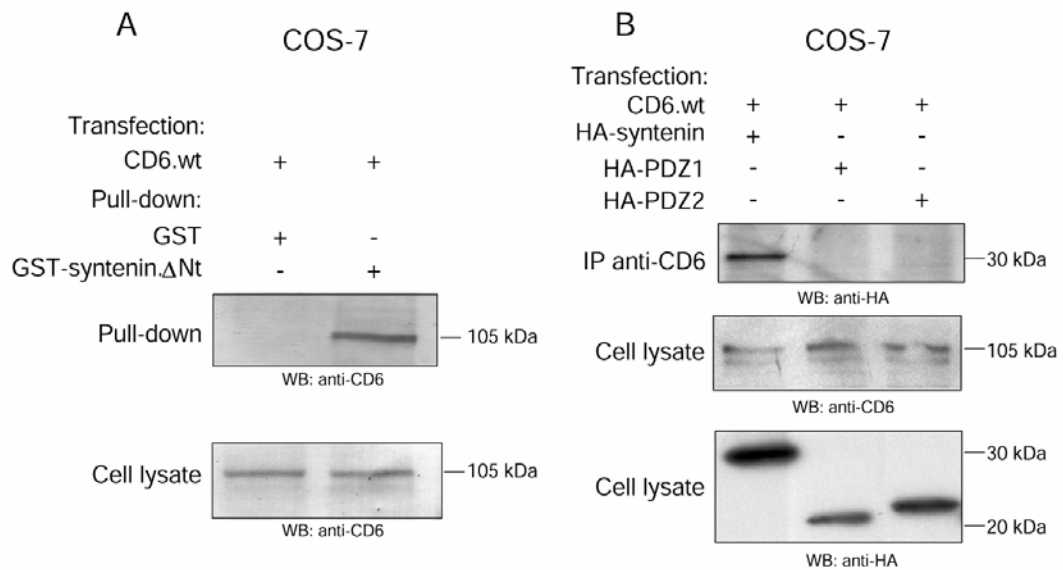 A
COS-7
Transfection:
CD6.wt + +
Pull-down:
GST + -
GST-syntenin.ΔNt - +
Pull-down 105 kDa
WB: anti-CD6
Cell lysate 105 kDa
WB: anti-CD6
B
COS-7
Transfection:
CD6.wt + + +
HA-syntenin + - -
HA-PDZ1 - + -
HA-PDZ2 - - +
IP anti-CD6 30 kDa
WB: anti-HA
Cell lysate 105 kDa
WB: anti-CD6
Cell lysate 30 kDa
20 kDa
WB: anti-HA